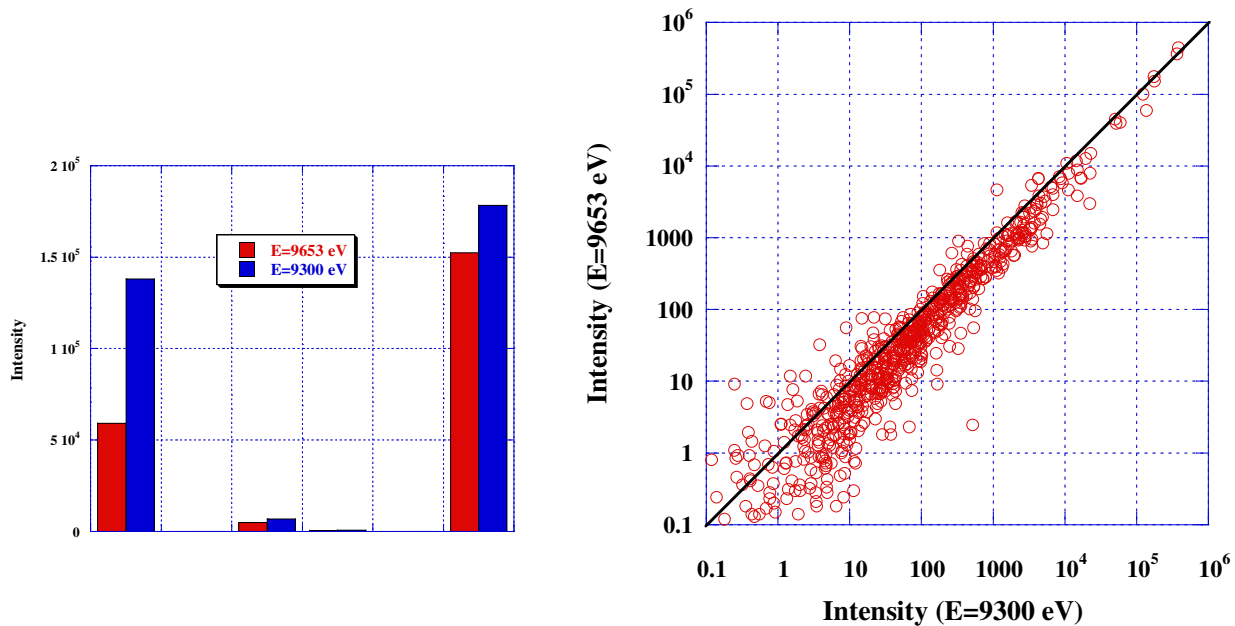 2 10⁵
1.5 10⁵
1 10⁵
5 10⁴
0
Intensity
E=9653 eV
E=9300 eV
10⁶
10⁵
10⁴
1000
100
10
1
0.1
Intensity (E=9653 eV)
0.1 1 10 100 1000 10⁴ 10⁵ 10⁶
Intensity (E=9300 eV)